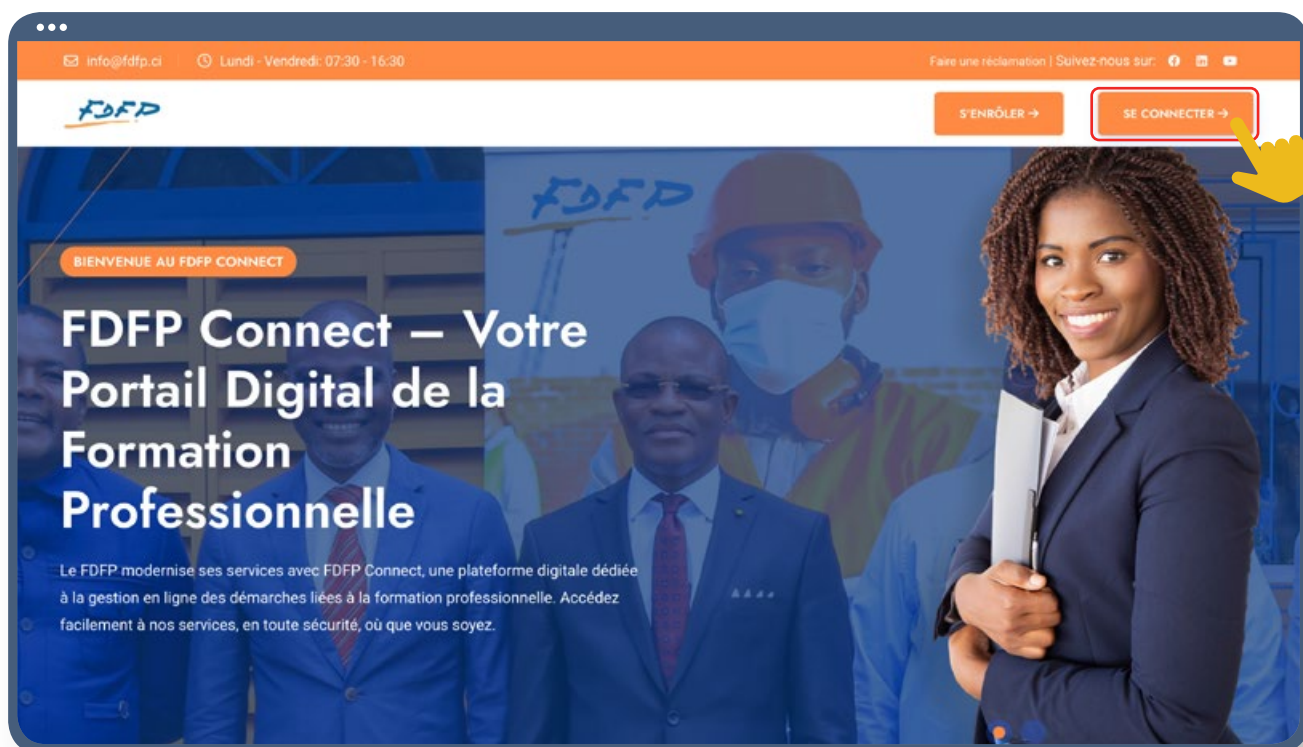 info@fdfp.ci
Lundi - Vendredi: 07:30 - 16:30
Faire une réclamation | Suivez-nous sur:
FDFP
S'ENRÔLER →
SE CONNECTER →
FDFP
BIENVENUE AU FDFP CONNECT
FDFP Connect – Votre
Portail Digital de la
Formation
Professionnelle
Le FDFP modernise ses services avec FDFP Connect, une plateforme digitale dédiée
à la gestion en ligne des démarches liées à la formation professionnelle. Accédez
facilement à nos services, en toute sécurité, où que vous soyez.